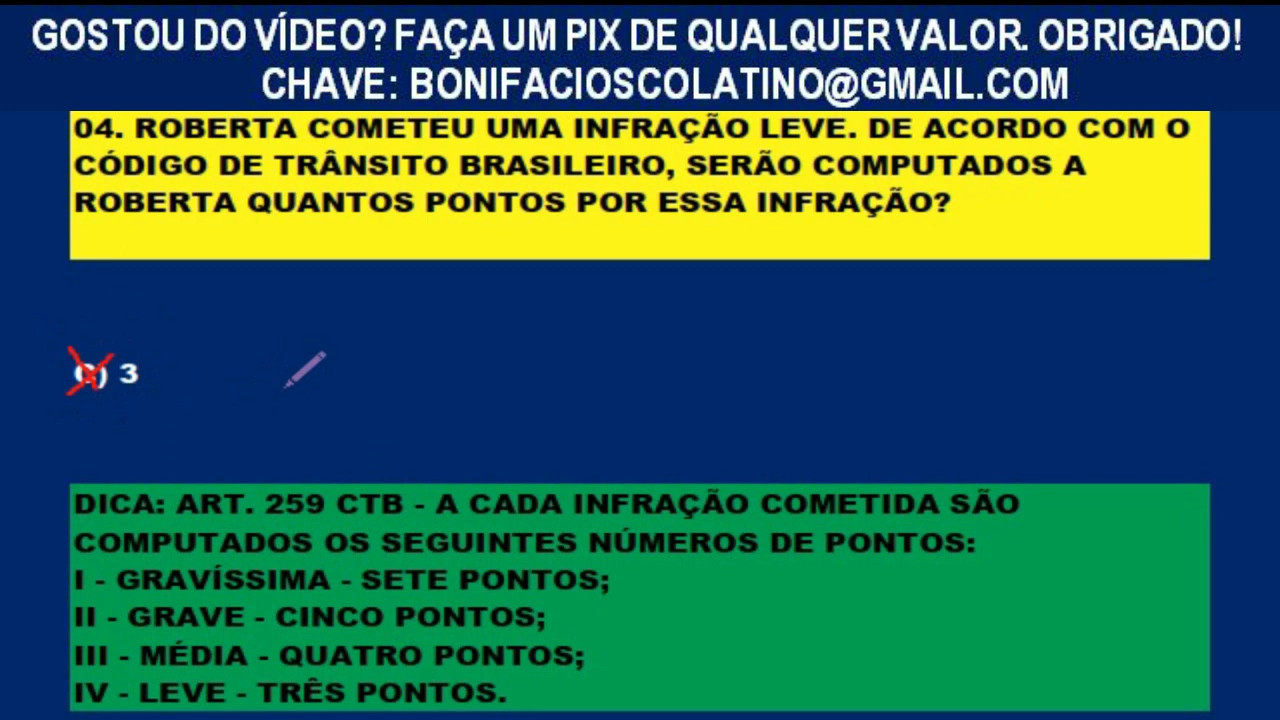 GOSTOU DO VÍDEO? FAÇA UM PIX DE QUALQUER VALOR. OBRIGADO!
CHAVE: BONIFACIOSCOLATINO@GMAIL.COM
04. ROBERTA COMETEU UMA INFRAÇÃO LEVE. DE ACORDO COM O
CÓDIGO DE TRÂNSITO BRASILEIRO, SERÃO COMPUTADOS A
ROBERTA QUANTOS PONTOS POR ESSA INFRAÇÃO?
C) 3
DICA: ART. 259 CTB - A CADA INFRAÇÃO COMETIDA SÃO
COMPUTADOS OS SEGUINTES NÚMEROS DE PONTOS:
I - GRAVÍSSIMA - SETE PONTOS;
II - GRAVE - CINCO PONTOS;
III - MÉDIA - QUATRO PONTOS;
IV - LEVE - TRÊS PONTOS.